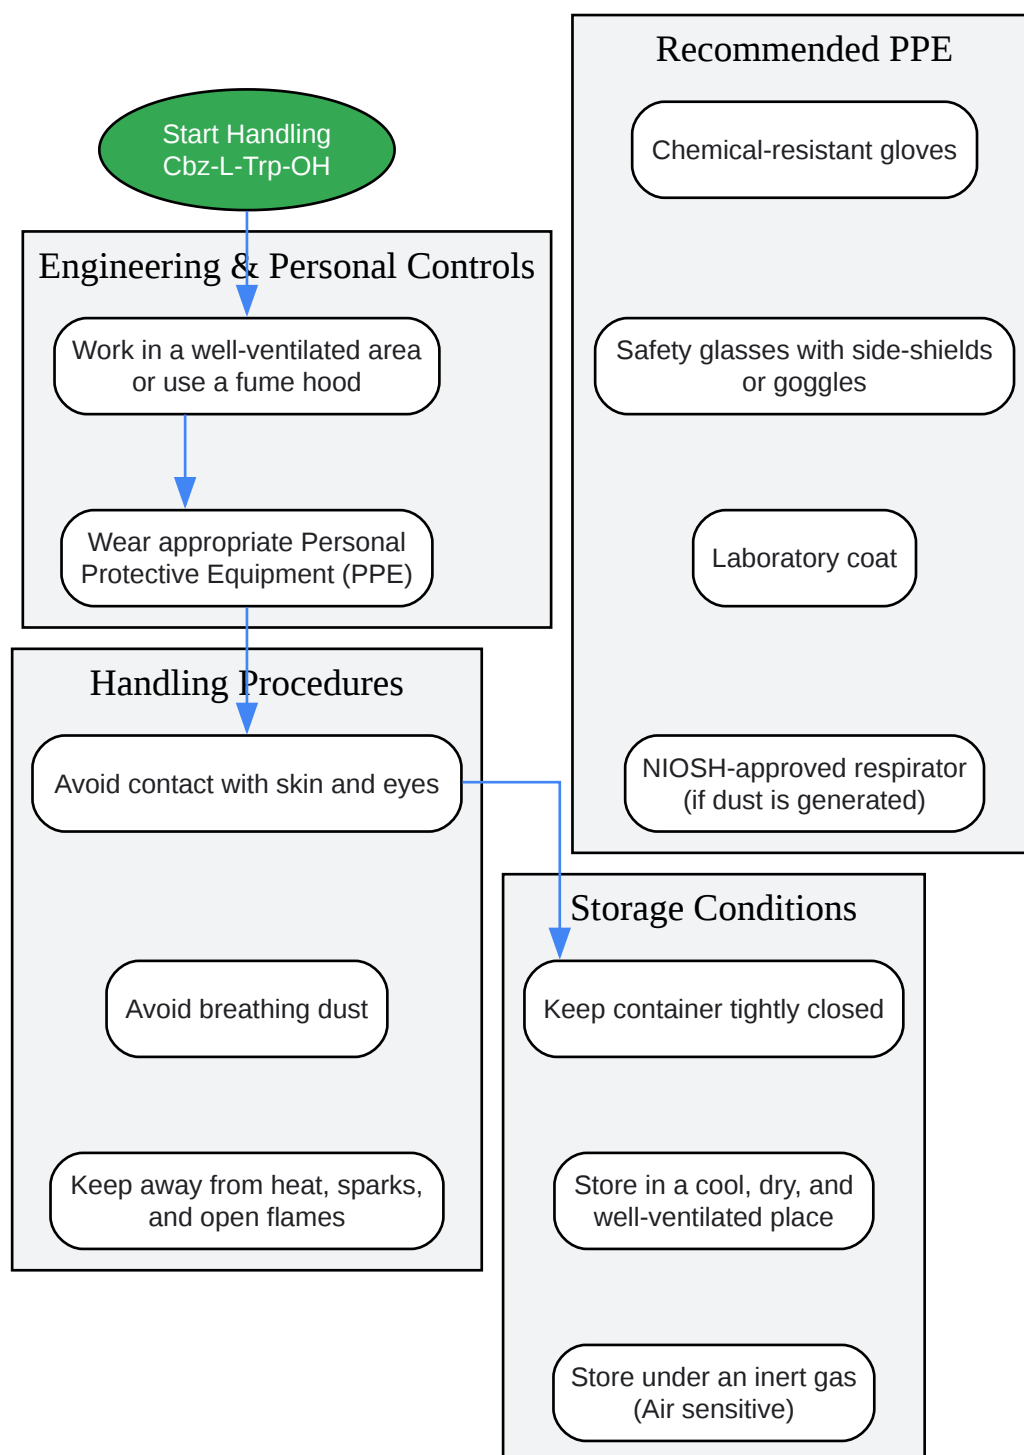 Start Handling
Cbz-L-Trp-OH
Engineering & Personal Controls
Work in a well-ventilated area
or use a fume hood
Wear appropriate Personal
Protective Equipment (PPE)
Handling Procedures
Avoid contact with skin and eyes
Avoid breathing dust
Keep away from heat, sparks,
and open flames
Recommended PPE
Chemical-resistant gloves
Safety glasses with side-shields
or goggles
Laboratory coat
NIOSH-approved respirator
(if dust is generated)
Storage Conditions
Keep container tightly closed
Store in a cool, dry, and
well-ventilated place
Store under an inert gas
(Air sensitive)